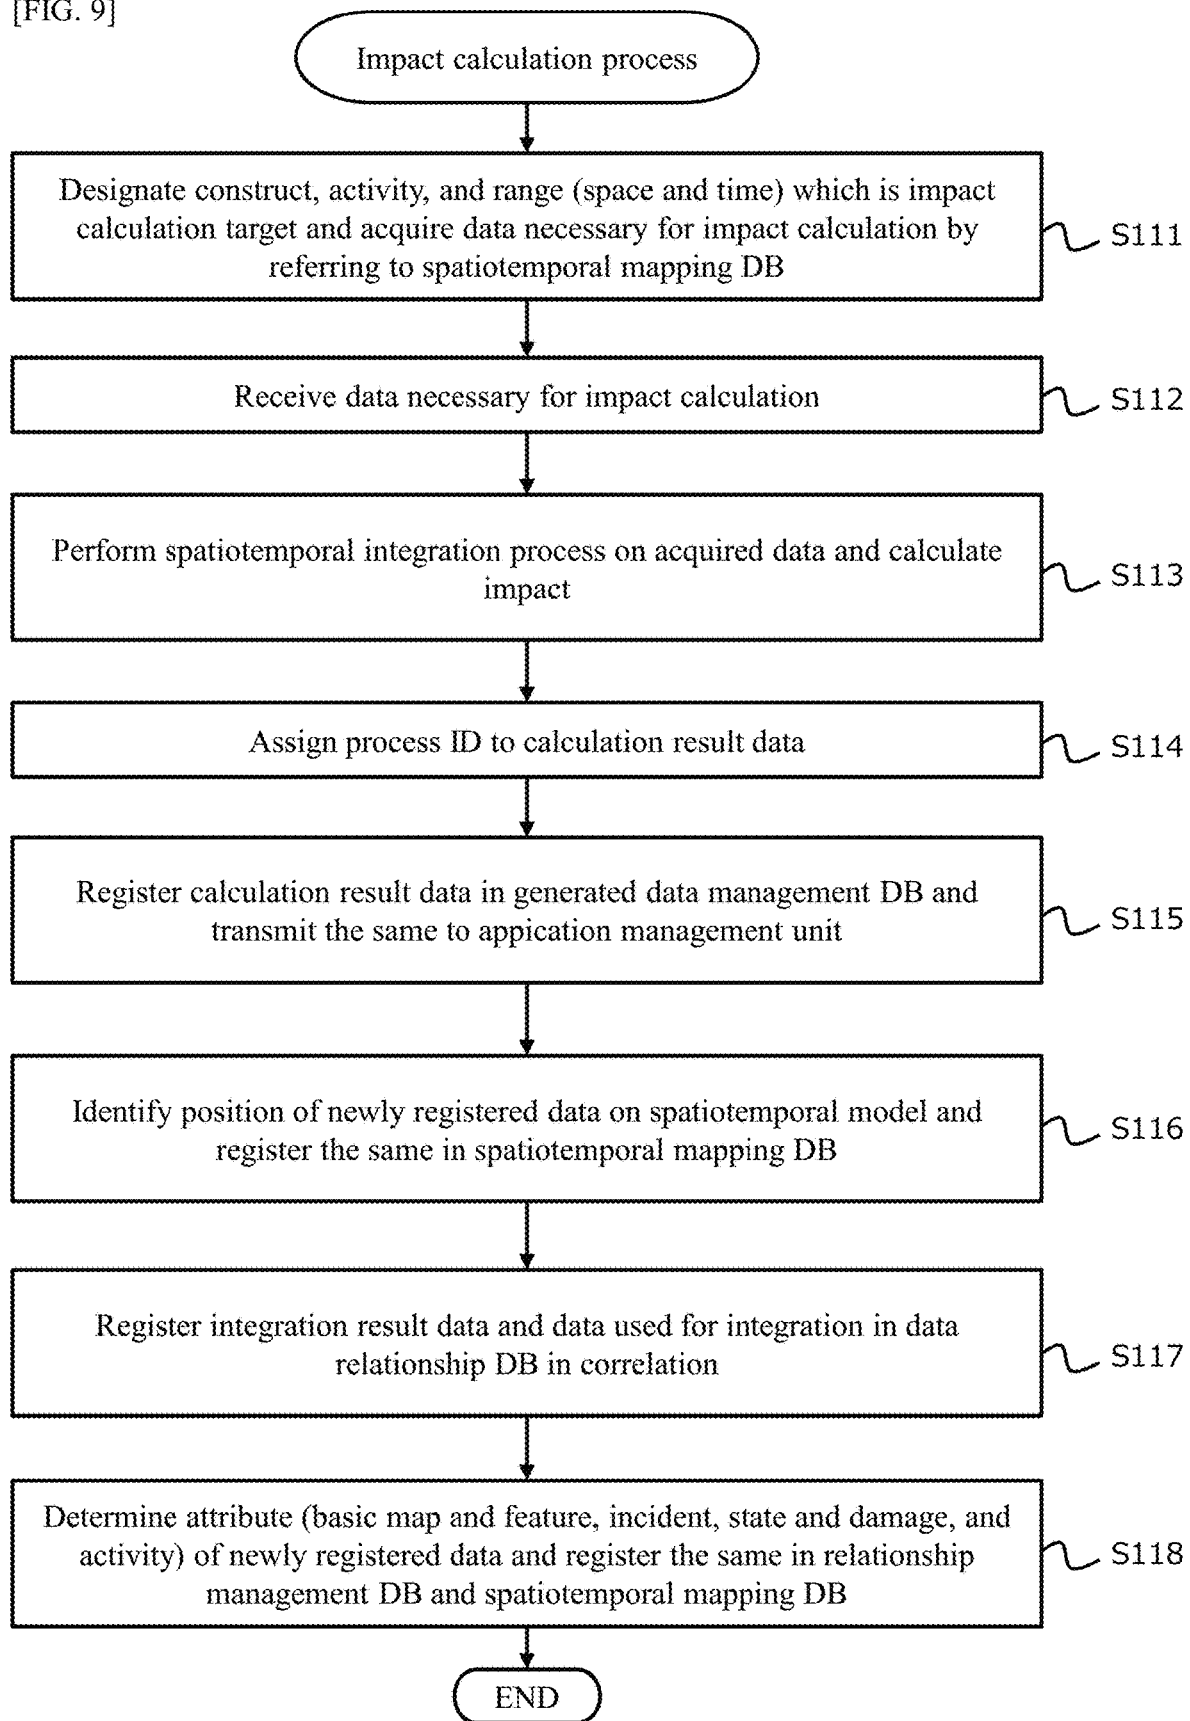 [FIG. 9]
Impact calculation process
Designate construct, activity, and range (space and time) which is impact
calculation target and acquire data necessary for impact calculation by
referring to spatiotemporal mapping DB
S111
Receive data necessary for impact calculation
S112
Perform spatiotemporal integration process on acquired data and calculate
impact
S113
Assign process ID to calculation result data
S114
Register calculation result data in generated data management DB and
transmit the same to appication management unit
S115
Identify position of newly registered data on spatiotemporal model and
register the same in spatiotemporal mapping DB
S116
Register integration result data and data used for integration in data
relationship DB in correlation
S117
Determine attribute (basic map and feature, incident, state and damage, and
activity) of newly registered data and register the same in relationship
management DB and spatiotemporal mapping DB
S118
END